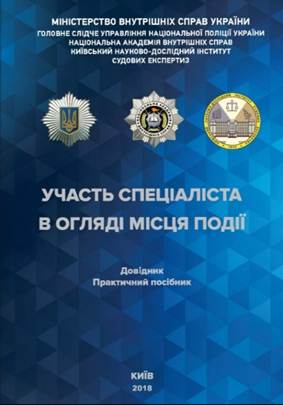 МІНІСТЕРСТВО ВНУТРІШНІХ СПРАВ УКРАЇНИ
ГОЛОВНЕ СЛІДЧЕ УПРАВЛІННЯ НАЦІОНАЛЬНОЇ ПОЛІЦІЇ УКРАЇНИ
НАЦІОНАЛЬНА АКАДЕМІЯ ВНУТРІШНІХ СПРАВ
КИЇВСЬКИЙ НАУКОВО-ДОСЛІДНИЙ ІНСТИТУТ
СУДОВИХ ЕКСПЕРТИЗ
УЧАСТЬ СПЕЦІАЛІСТА
В ОГЛЯДІ МІСЦЯ ПОДІЇ
Довідник
Практичний посібник
КИЇВ
2018